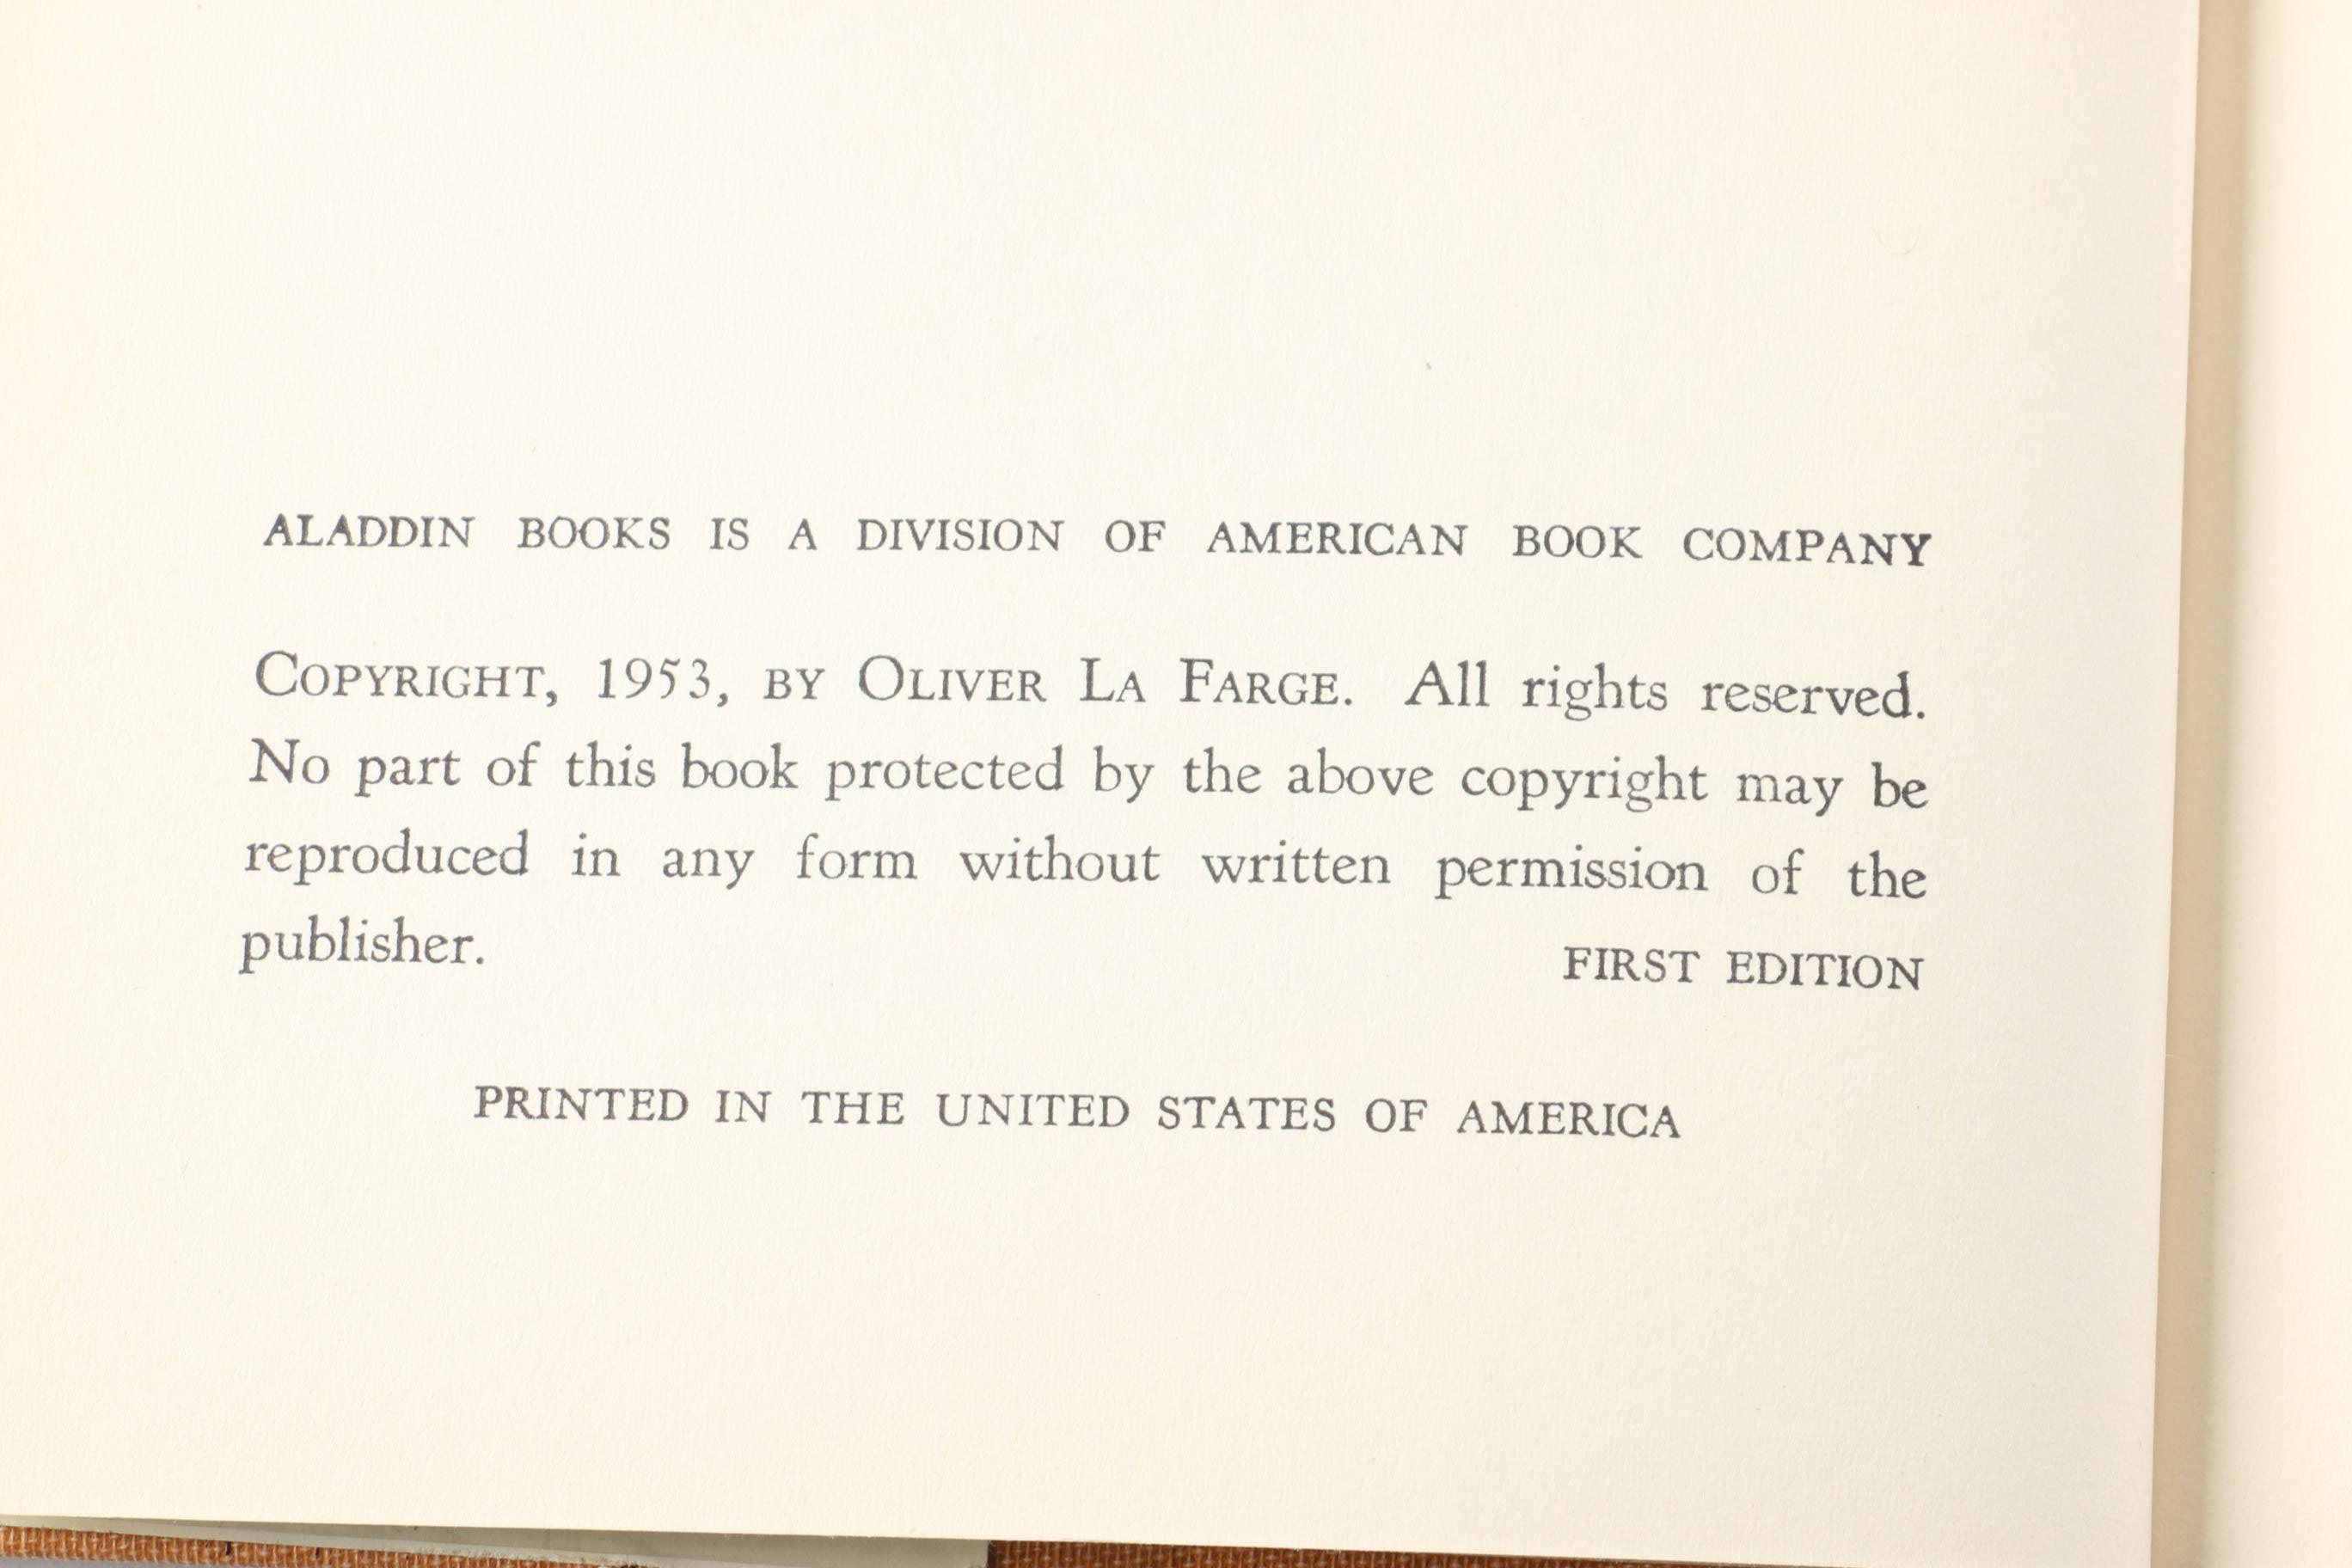 ALADDIN BOOKS IS A DIVISION OF AMERICAN BOOK COMPANY
COPYRIGHT, 1953, BY OLIVER LA FARGE. All rights reserved.
No part of this book protected by the above copyright may be
reproduced in any form without written permission of the
publisher. FIRST EDITION
PRINTED IN THE UNITED STATES OF AMERICA